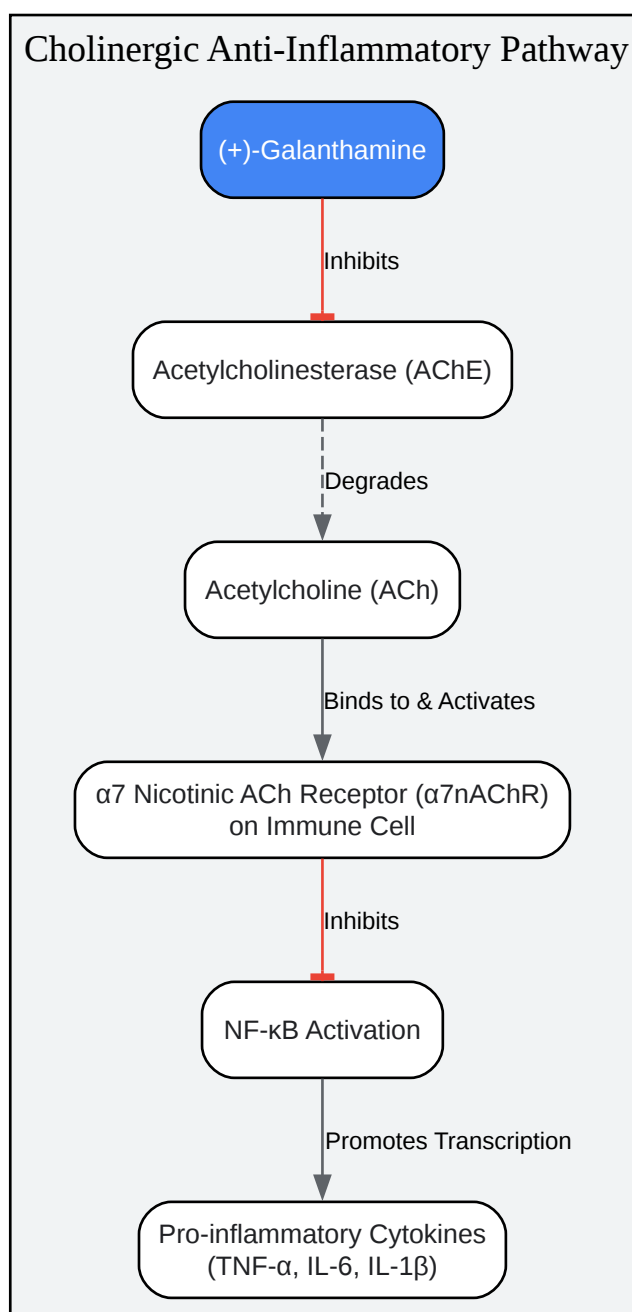 Cholinergic Anti-Inflammatory Pathway
(+)-Galanthamine
Inhibits
Acetylcholinesterase (AChE)
Degrades
Acetylcholine (ACh)
Binds to & Activates
α7 Nicotinic ACh Receptor (α7nAChR)
on Immune Cell
Inhibits
NF-κB Activation
Promotes Transcription
Pro-inflammatory Cytokines
(TNF-α, IL-6, IL-1β)